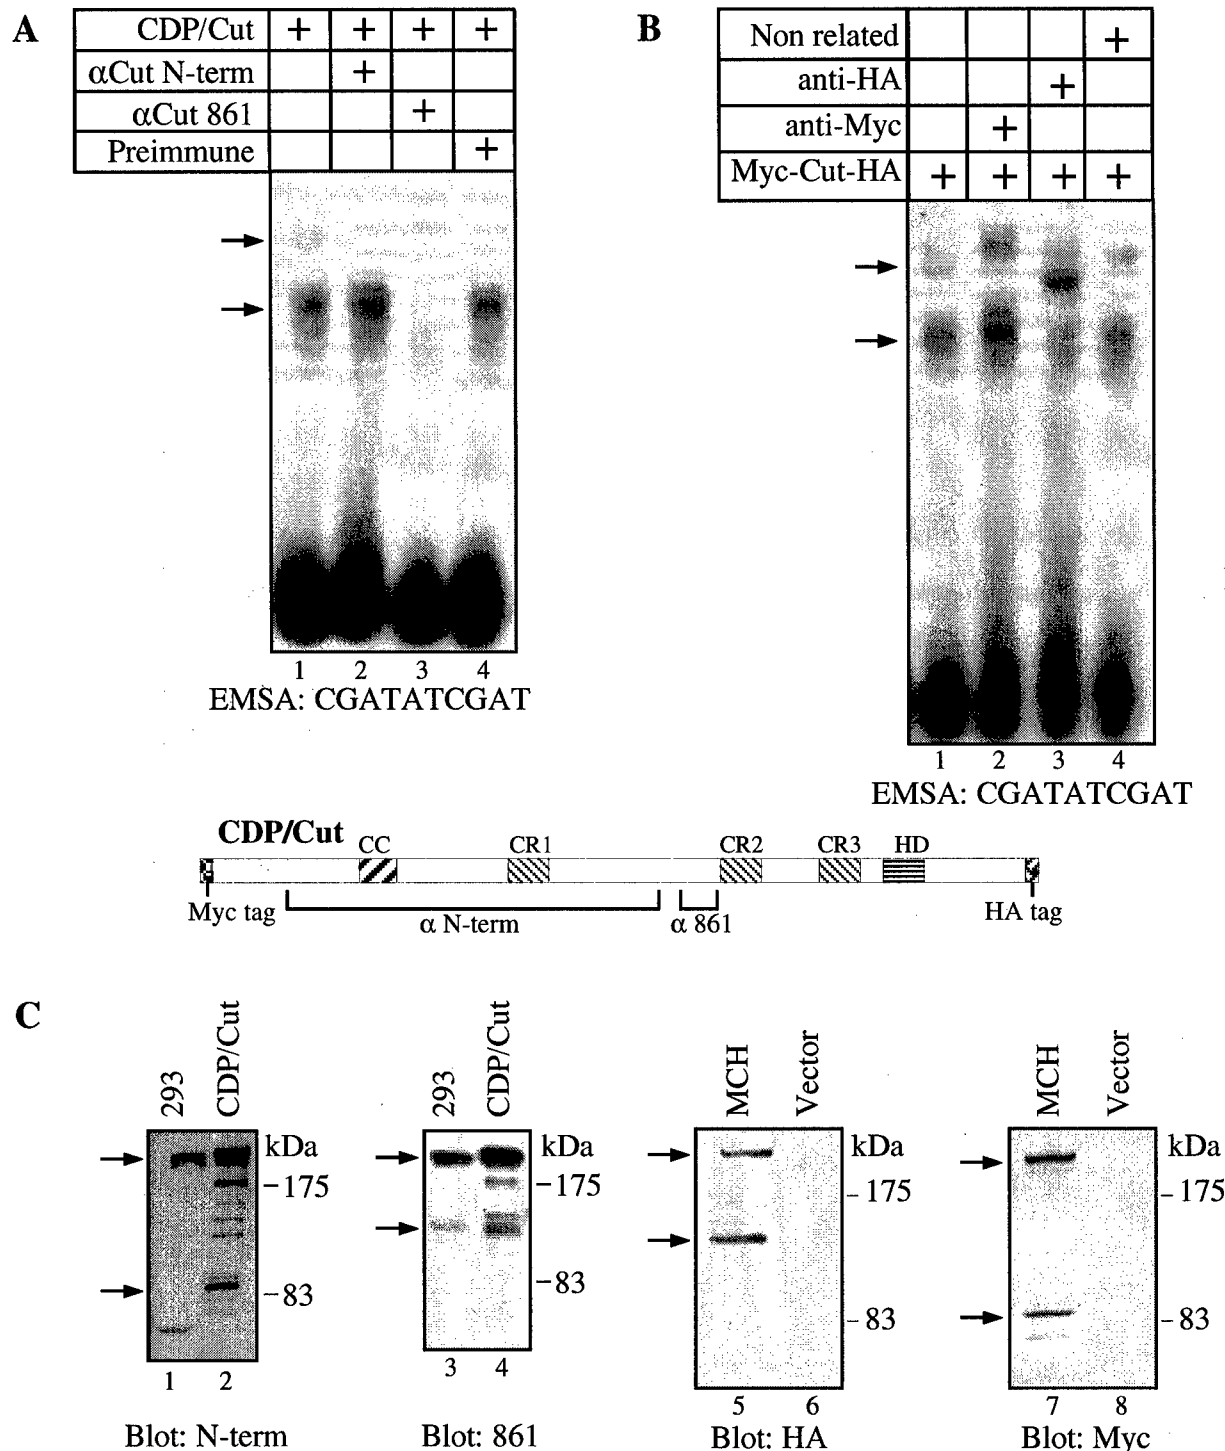 A
CDP/Cut + + + +
αCut N-term +
αCut 861 +
Preimmune +
1 2 3 4
EMSA: CGATATCGAT
B
Non related +
anti-HA +
anti-Myc +
Myc-Cut-HA + + + +
1 2 3 4
EMSA: CGATATCGAT
CDP/Cut
CC CR1 CR2 CR3 HD
Myc tag α N-term α 861 HA tag
C
293 CDP/Cut
kDa
-175
-83
1 2
Blot: N-term
293 CDP/Cut
kDa
-175
-83
3 4
Blot: 861
MCH Vector
kDa
-175
-83
5 6
Blot: HA
MCH Vector
kDa
-175
-83
7 8
Blot: Myc